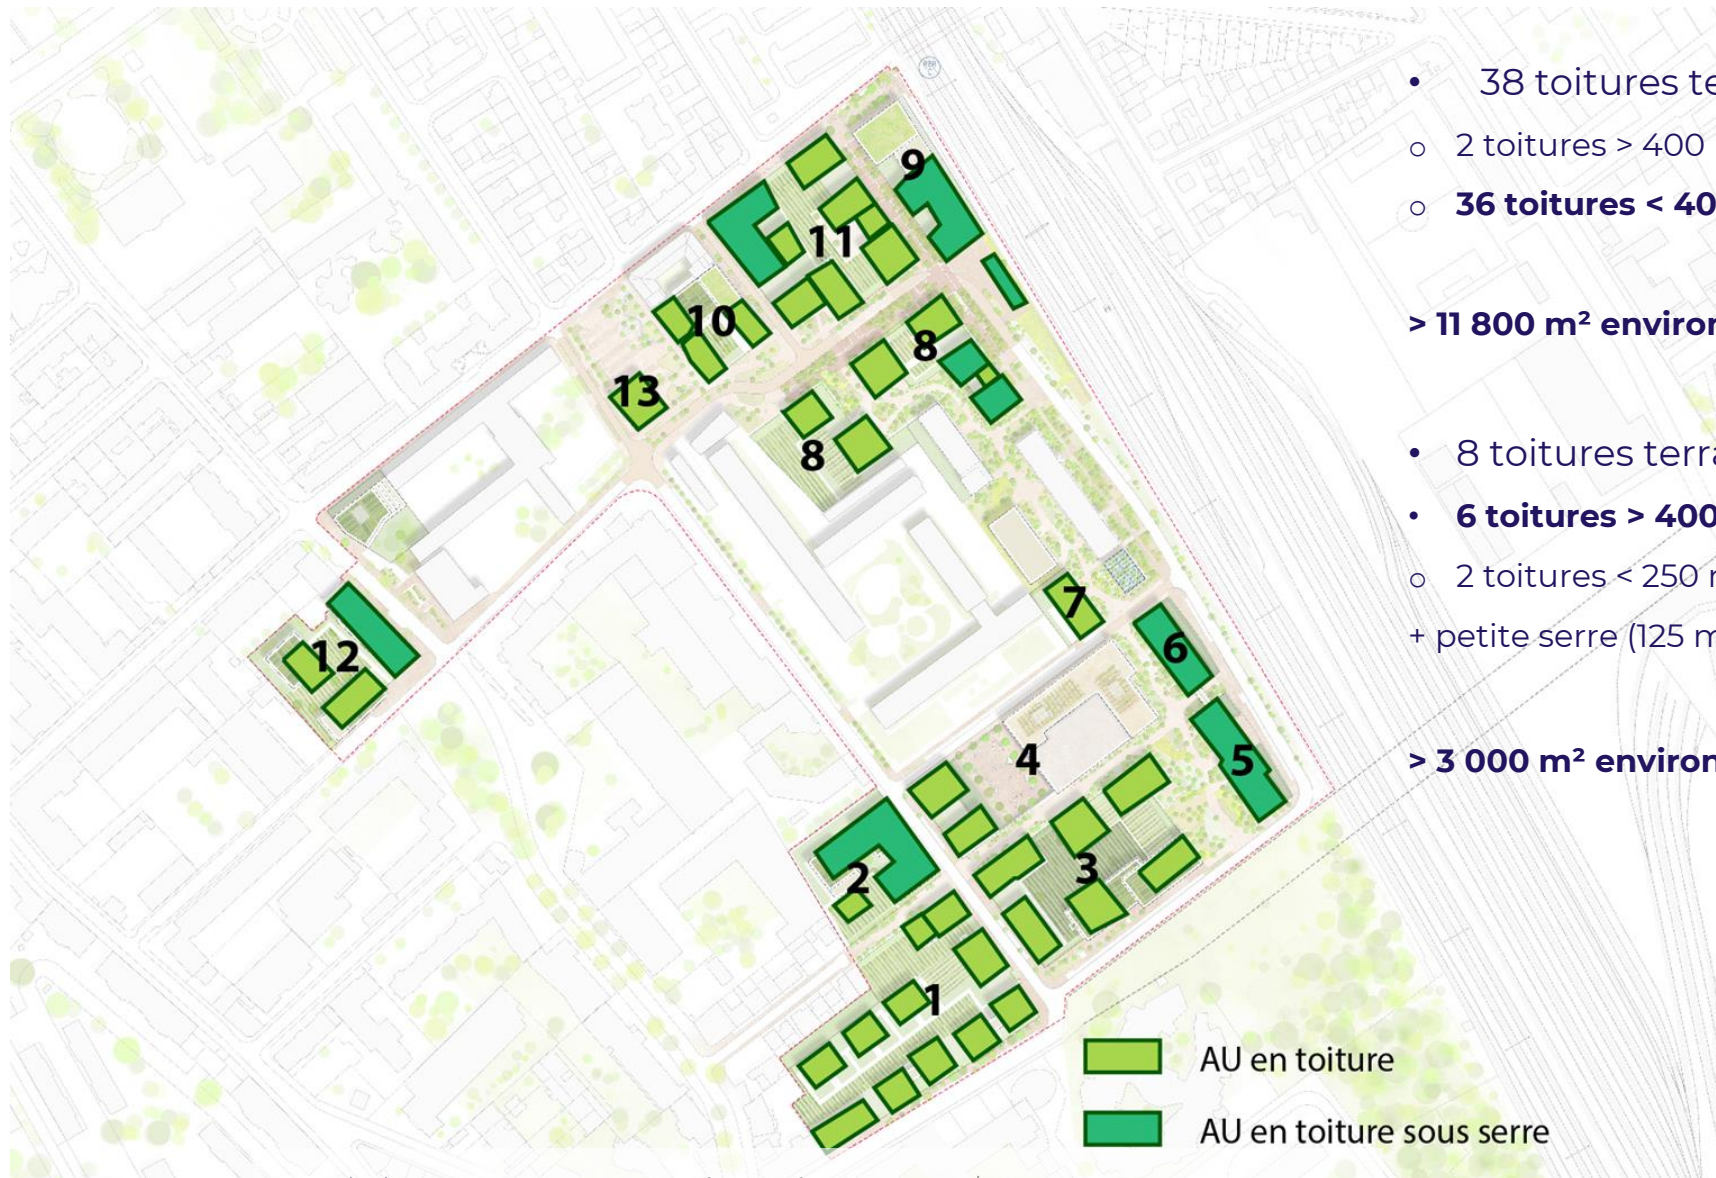 • 38 toitures te
o 2 toitures > 400
o 36 toitures < 40
> 11 800 m² environ
• 8 toitures terra
• 6 toitures > 400
o 2 toitures < 250 m
+ petite serre (125 m
> 3 000 m² environ
9
11
10
8
13
8
7
12
6
4
5
3
2
1
AU en toiture
AU en toiture sous serre